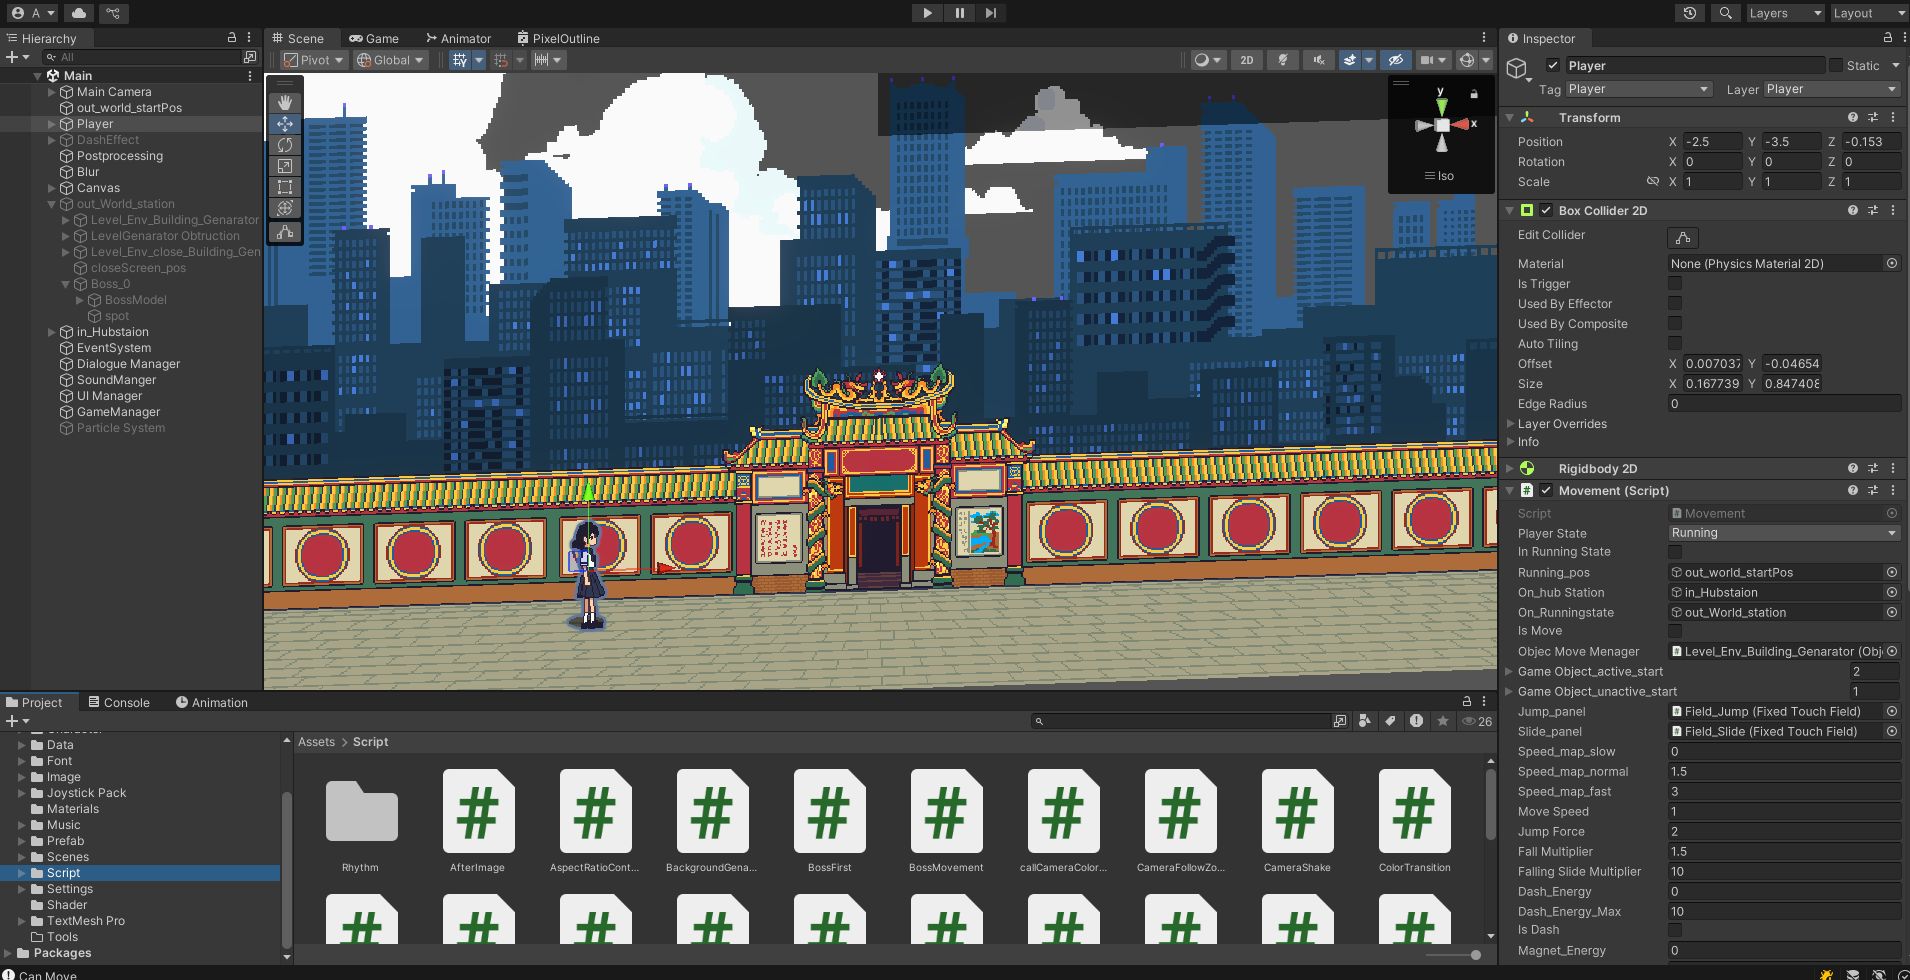 A
Layers
Layout
Hierarchy
All
Main
Main Camera
out_world_startPos
Player
DashEffect
Postprocessing
Blur
Canvas
out_World_station
Level_Env_Building_Genarator
LevelGenarator Obtruction
Level_Env_close_Building_Gen
closeScreen_pos
Boss_0
BossModel
spot
in_Hubstaion
EventSystem
Dialogue Manager
SoundManger
UI Manager
GameManager
Particle System
Scene
Game
Animator
PixelOutline
Pivot
Global
2D
y
x
Iso
Inspector
Player
Static
Tag Player
Layer Player
Transform
Position X -2.5 Y -3.5 Z -0.153
Rotation X 0 Y 0 Z 0
Scale X 1 Y 1 Z 1
Box Collider 2D
Edit Collider
Material None (Physics Material 2D)
Is Trigger
Used By Effector
Used By Composite
Auto Tiling
Offset X 0.007037 Y -0.04654
Size X 0.167739 Y 0.847408
Edge Radius 0
Layer Overrides
Info
Rigidbody 2D
# Movement (Script)
Script # Movement
Player State Running
In Running State
Running_pos out_world_startPos
On_hub Station in_Hubstaion
On_Runningstate out_World_station
Is Move
Objec Move Menager # Level_Env_Building_Genarator (Obj
Game Object_active_start 2
Game Object_unactive_start 1
Jump_panel # Field_Jump (Fixed Touch Field)
Slide_panel # Field_Slide (Fixed Touch Field)
Speed_map_slow 0
Speed_map_normal 1.5
Speed_map_fast 3
Move Speed 1
Jump Force 2
Fall Multiplier 1.5
Falling Slide Multiplier 10
Dash_Energy 0
Dash_Energy_Max 10
Is Dash
Magnet_Energy 0
Project
Console
Animation
26
Data
Font
Image
Joystick Pack
Materials
Music
Prefab
Scenes
Script
Settings
Shader
TextMesh Pro
Tools
Packages
Assets > Script
Rhythm
AfterImage
AspectRatioCont...
BackgroundGena...
BossFirst
BossMovement
callCameraColor...
CameraFollowZo...
CameraShake
ColorTransition
Can Move